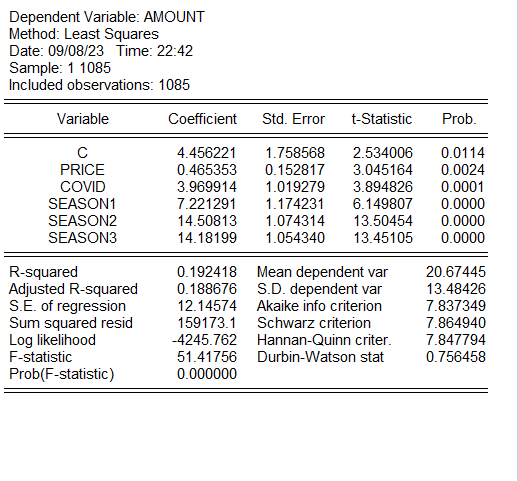 Dependent Variable: AMOUNT
Method: Least Squares
Date: 09/08/23 Time: 22:42
Sample: 1 1085
Included observations: 1085
Variable Coefficient Std. Error t-Statistic Prob.
C 4.456221 1.758568 2.534006 0.0114
PRICE 0.465353 0.152817 3.045164 0.0024
COVID 3.969914 1.019279 3.894826 0.0001
SEASON1 7.221291 1.174231 6.149807 0.0000
SEASON2 14.50813 1.074314 13.50454 0.0000
SEASON3 14.18199 1.054340 13.45105 0.0000
R-squared 0.192418 Mean dependent var 20.67445
Adjusted R-squared 0.188676 S.D. dependent var 13.48426
S.E. of regression 12.14574 Akaike info criterion 7.837349
Sum squared resid 159173.1 Schwarz criterion 7.864940
Log likelihood -4245.762 Hannan-Quinn criter. 7.847794
F-statistic 51.41756 Durbin-Watson stat 0.756458
Prob(F-statistic) 0.000000